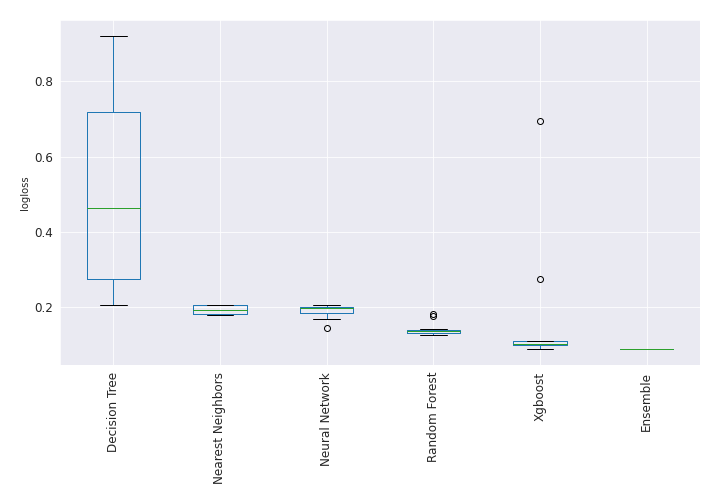 0.8
0.6
0.4
0.2
logloss
Decision Tree
Nearest Neighbors
Neural Network
Random Forest
Xgboost
Ensemble